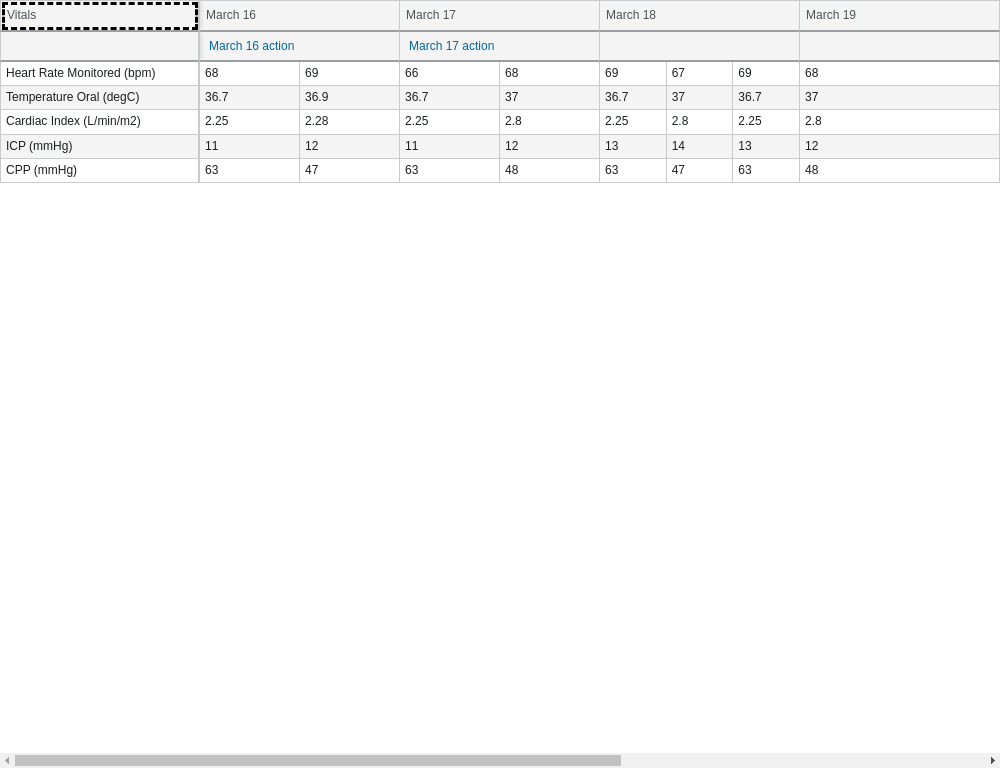 Vitals March 16 March 17 March 18 March 19
March 16 action March 17 action
Heart Rate Monitored (bpm) 68 69 66 68 69 67 69 68
Temperature Oral (degC) 36.7 36.9 36.7 37 36.7 37 36.7 37
Cardiac Index (L/min/m2) 2.25 2.28 2.25 2.8 2.25 2.8 2.25 2.8
ICP (mmHg) 11 12 11 12 13 14 13 12
CPP (mmHg) 63 47 63 48 63 47 63 48